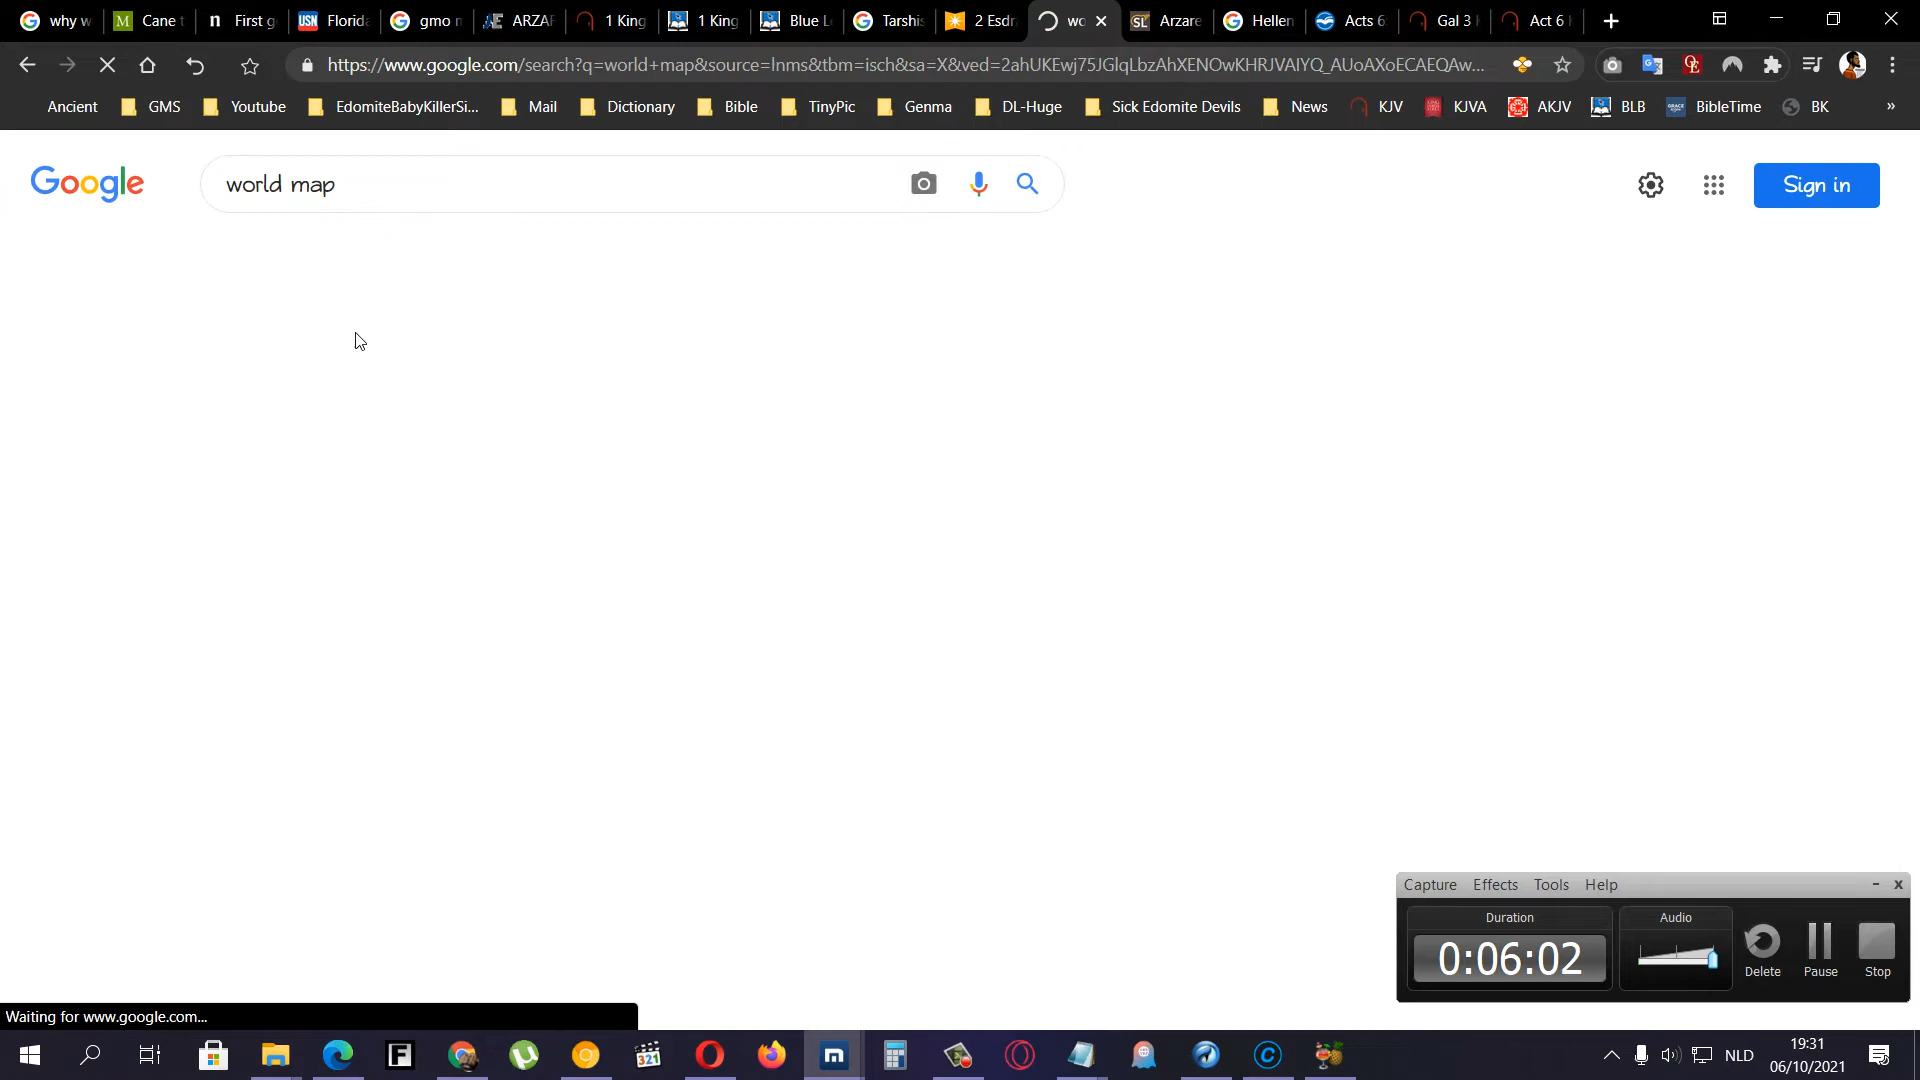 why w
Cane t
First g
Florida
gmo r
ARZAF
1 King
1 King
Blue Le
Tarshis
2 Esdr
wo
Arzare
Hellen
Acts 6:
Gal 3
Act 6
https://www.google.com/search?q=world+map&source=lnms&tbm=isch&sa=X&ved=2ahUKEwj75JGlqLbzAhXENOwKHRJVAlYQ_AUoAXoECAEQAw...
Ancient
GMS
Youtube
EdomiteBabyKillerSi...
Mail
Dictionary
Bible
TinyPic
Genma
DL-Huge
Sick Edomite Devils
News
KJV
KJVA
AKJV
BLB
BibleTime
BK
»
Google
world map
Sign in
Capture Effects Tools Help
Duration
Audio
0:06:02
Delete
Pause
Stop
Waiting for www.google.com...
NLD
19:31
06/10/2021